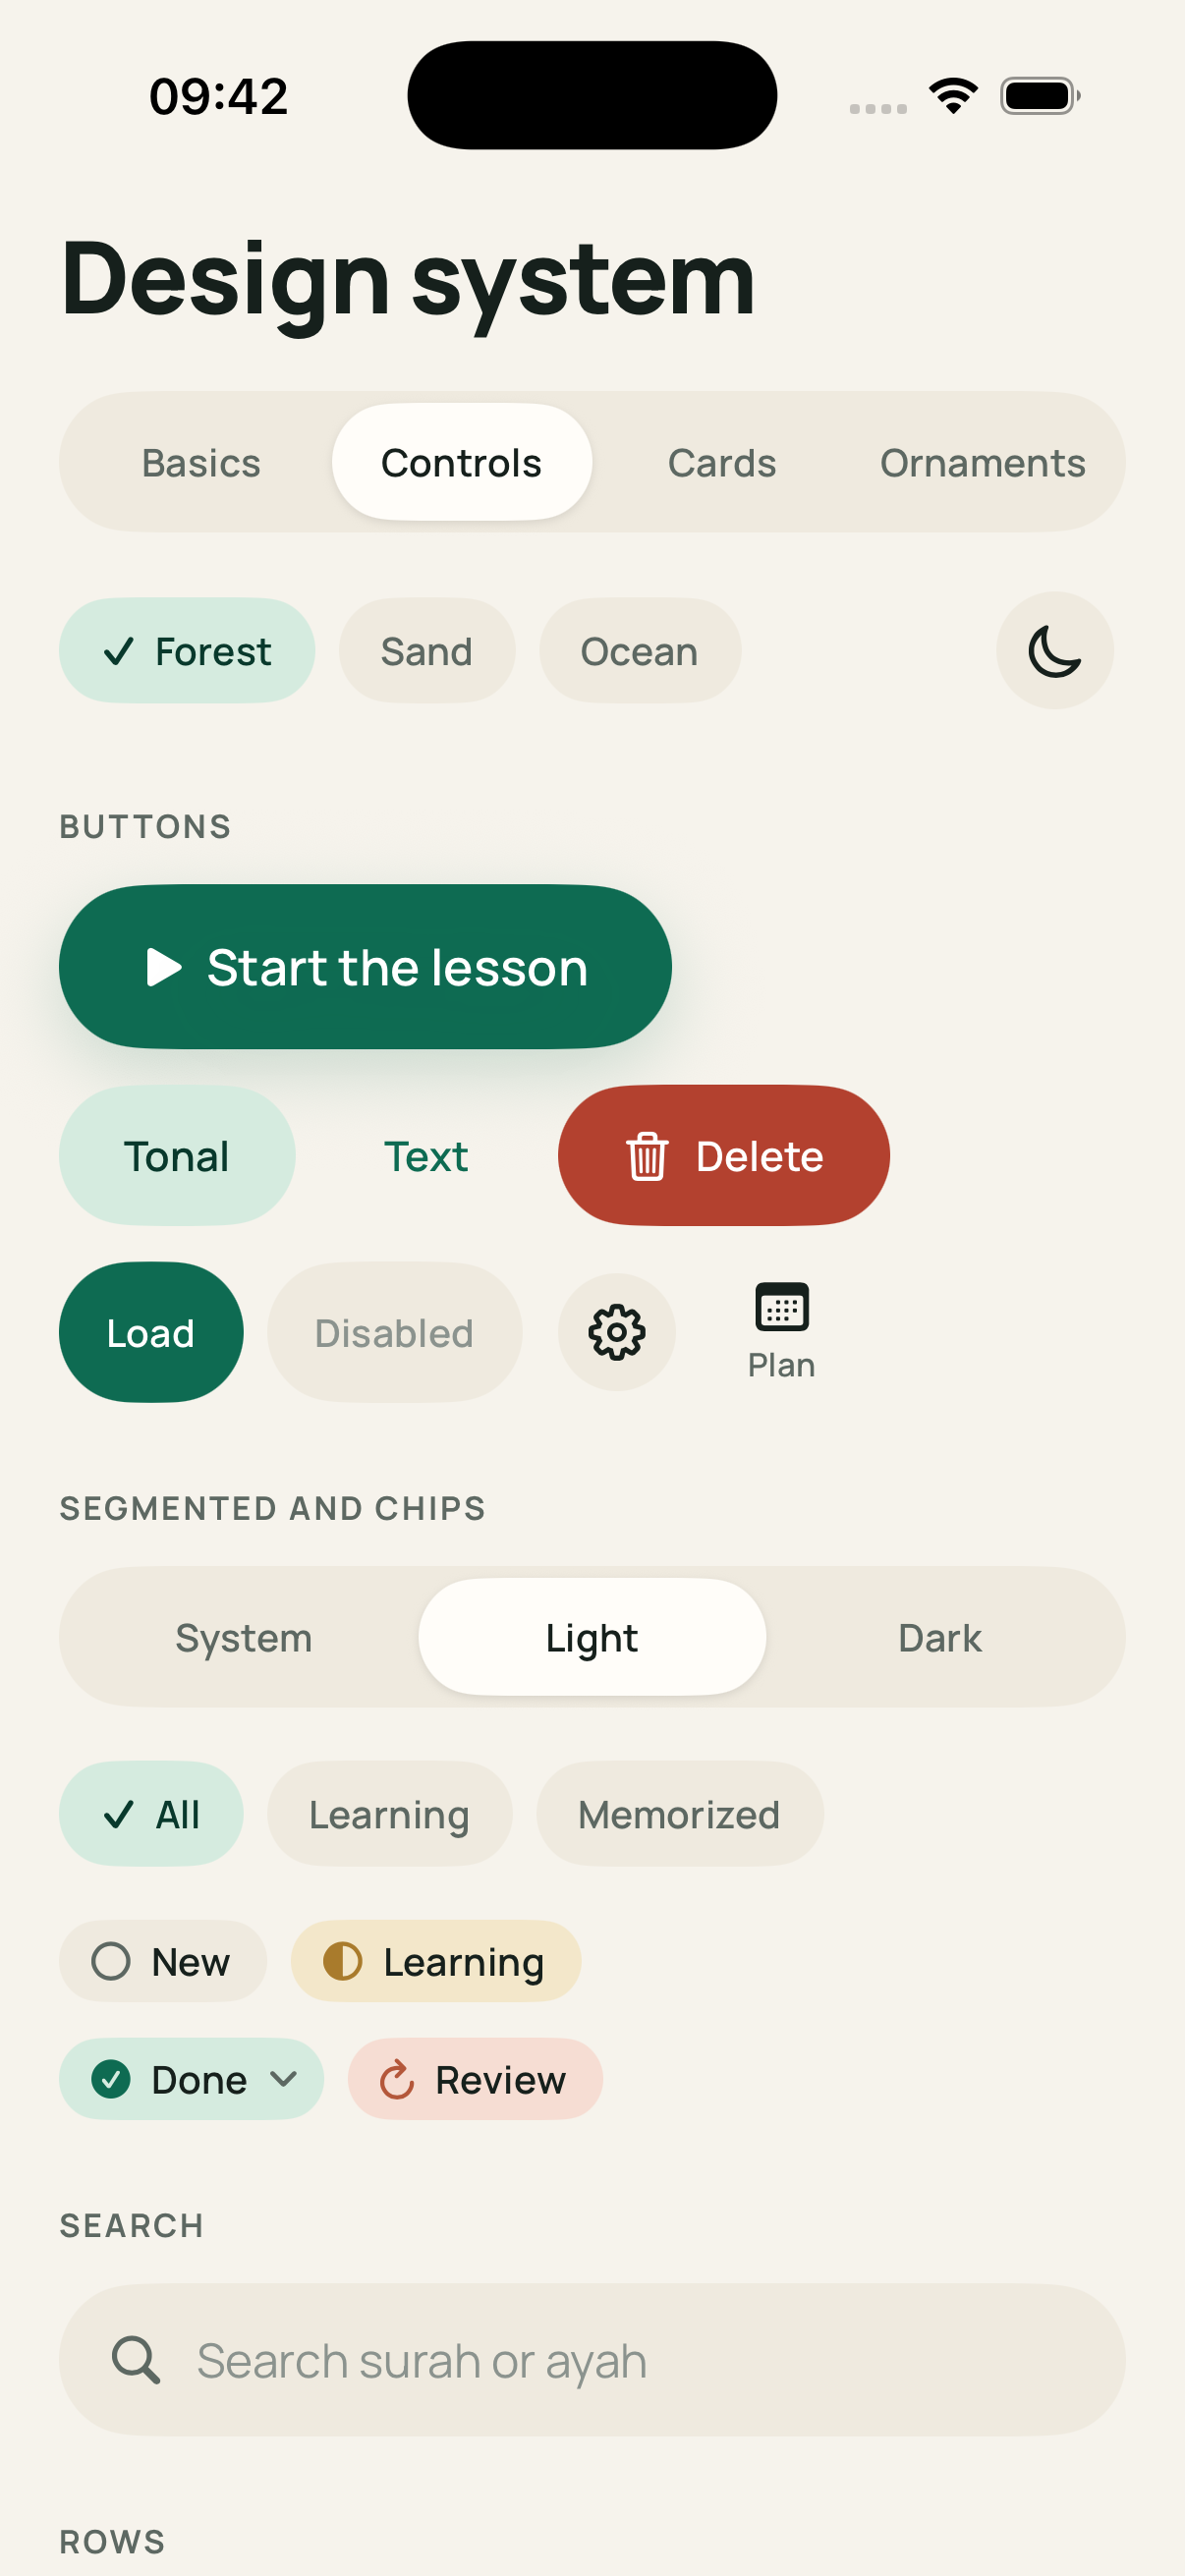 09:42
Design system
Basics Controls Cards Ornaments
Forest Sand Ocean
BUTTONS
Start the lesson
Tonal Text Delete
Load Disabled Plan
SEGMENTED AND CHIPS
System Light Dark
All Learning Memorized
New Learning
Done Review
SEARCH
Search surah or ayah
ROWS